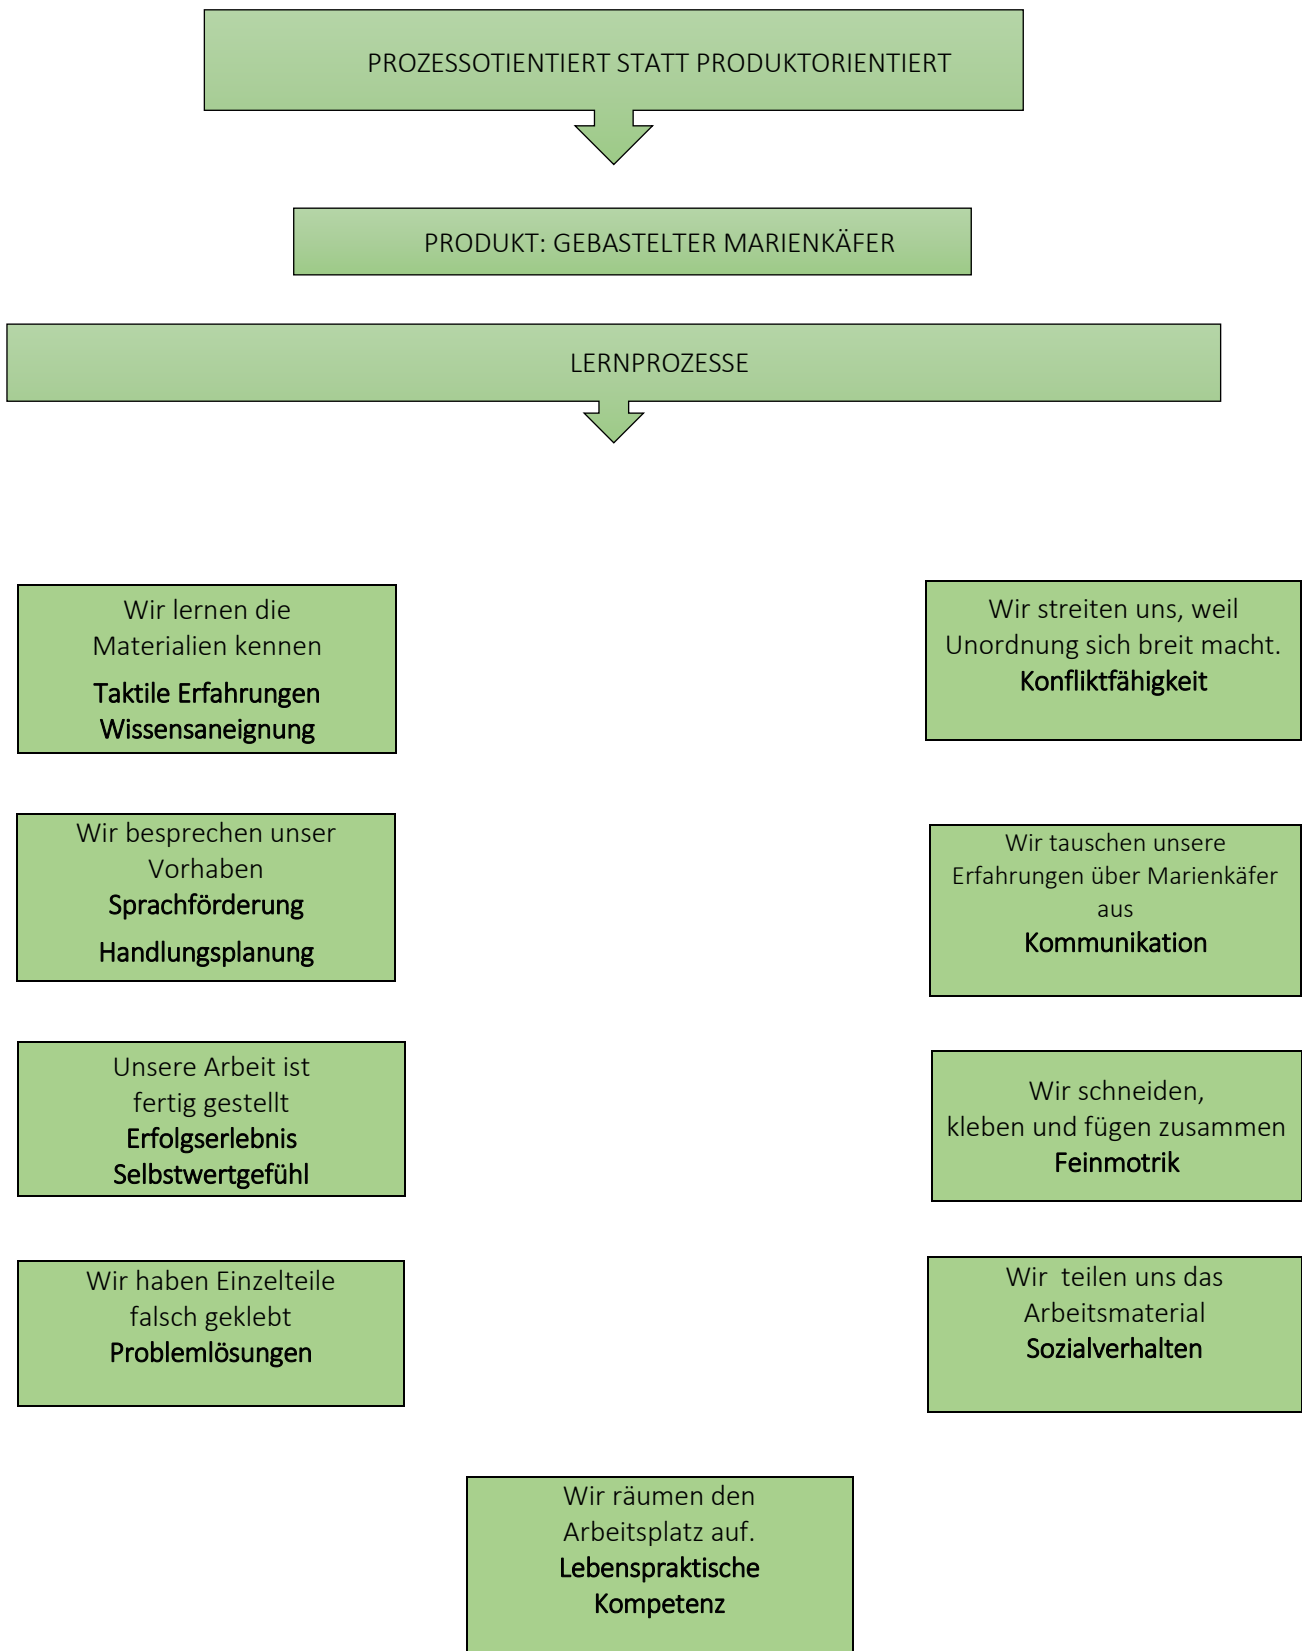 PROZESSOTIENTIERT STATT PRODUKTORIENTIERT
PRODUKT: GEBASTELTER MARIENKÄFER
LERNPROZESSE
Wir lernen die
Materialien kennen
Taktile Erfahrungen
Wissensaneignung
Wir streiten uns, weil
Unordnung sich breit macht.
Konfliktfähigkeit
Wir besprechen unser
Vorhaben
Sprachförderung
Handlungsplanung
Wir tauschen unsere
Erfahrungen über Marienkäfer
aus
Kommunikation
Unsere Arbeit ist
fertig gestellt
Erfolgserlebnis
Selbstwertgefühl
Wir schneiden,
kleben und fügen zusammen
Feinmotrik
Wir haben Einzelteile
falsch geklebt
Problemlösungen
Wir teilen uns das
Arbeitsmaterial
Sozialverhalten
Wir räumen den
Arbeitsplatz auf.
Lebenspraktische
Kompetenz